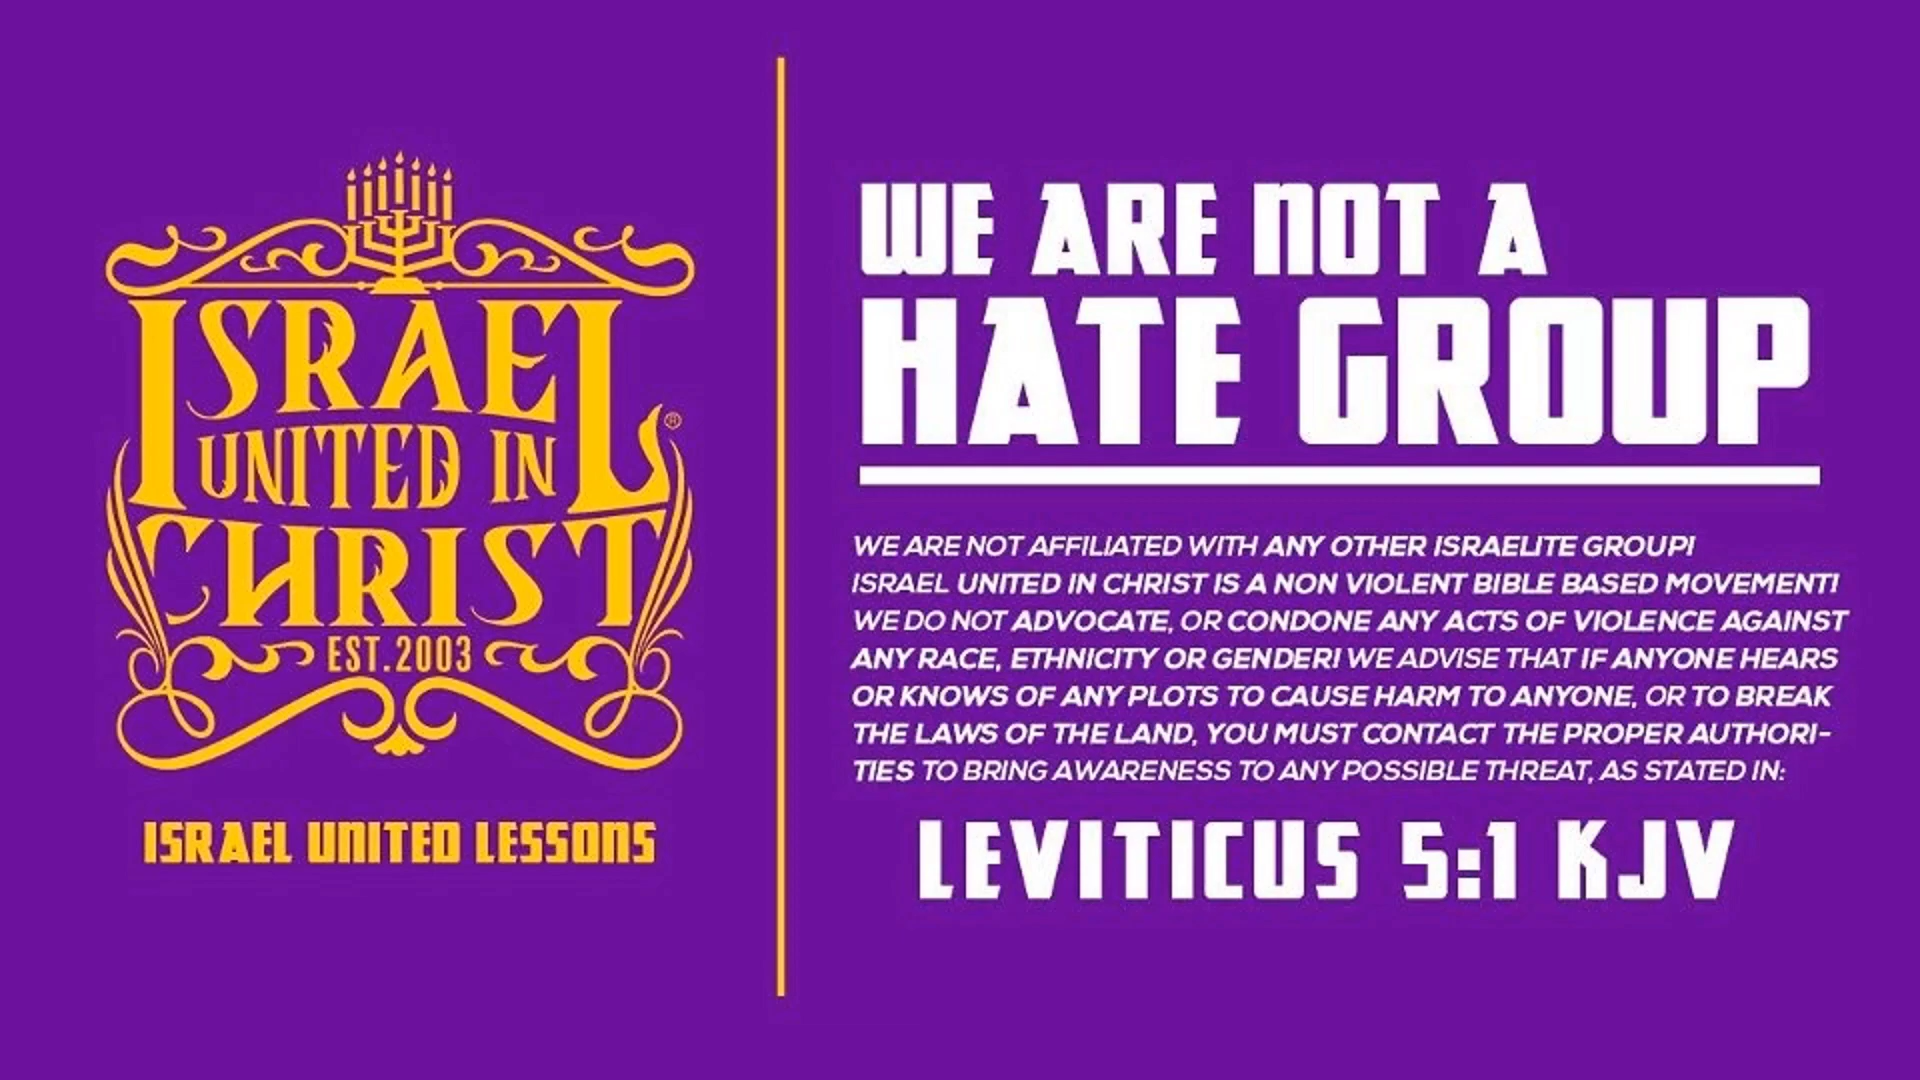 ISRAEL
UNITED IN
CHRIST
®
EST. 2003
ISRAEL UNITED LESSONS
WE ARE NOT A
HATE GROUP
WE ARE NOT AFFILIATED WITH ANY OTHER ISRAELITE GROUP!
ISRAEL UNITED IN CHRIST IS A NON VIOLENT BIBLE BASED MOVEMENT!
WE DO NOT ADVOCATE, OR CONDONE ANY ACTS OF VIOLENCE AGAINST
ANY RACE, ETHNICITY OR GENDER! WE ADVISE THAT IF ANYONE HEARS
OR KNOWS OF ANY PLOTS TO CAUSE HARM TO ANYONE, OR TO BREAK
THE LAWS OF THE LAND, YOU MUST CONTACT THE PROPER AUTHORI-
TIES TO BRING AWARENESS TO ANY POSSIBLE THREAT, AS STATED IN:
LEVITICUS 5:1 KJV